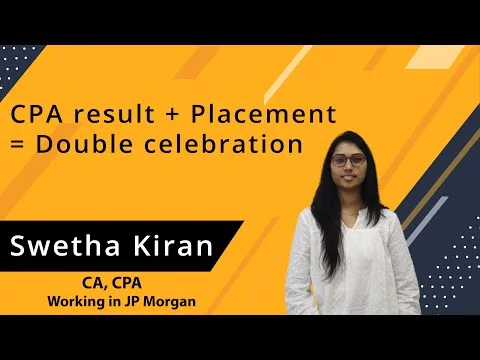 CPA result + Placement
= Double celebration
Swetha Kiran
CA, CPA
Working in JP Morgan